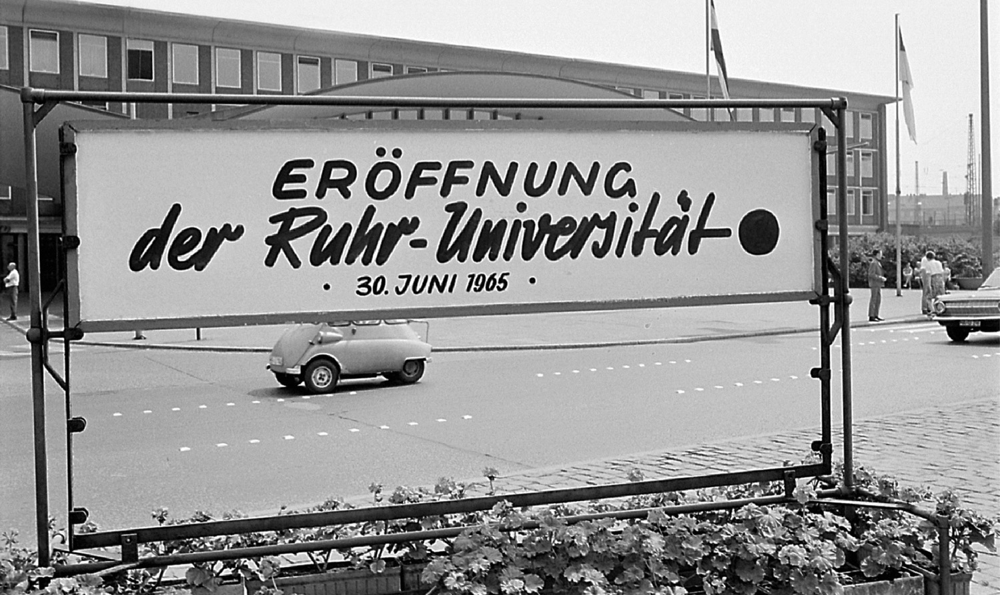 ERÖFFNUNG
der Ruhr-Universität
· 30. JUNI 1965 ·